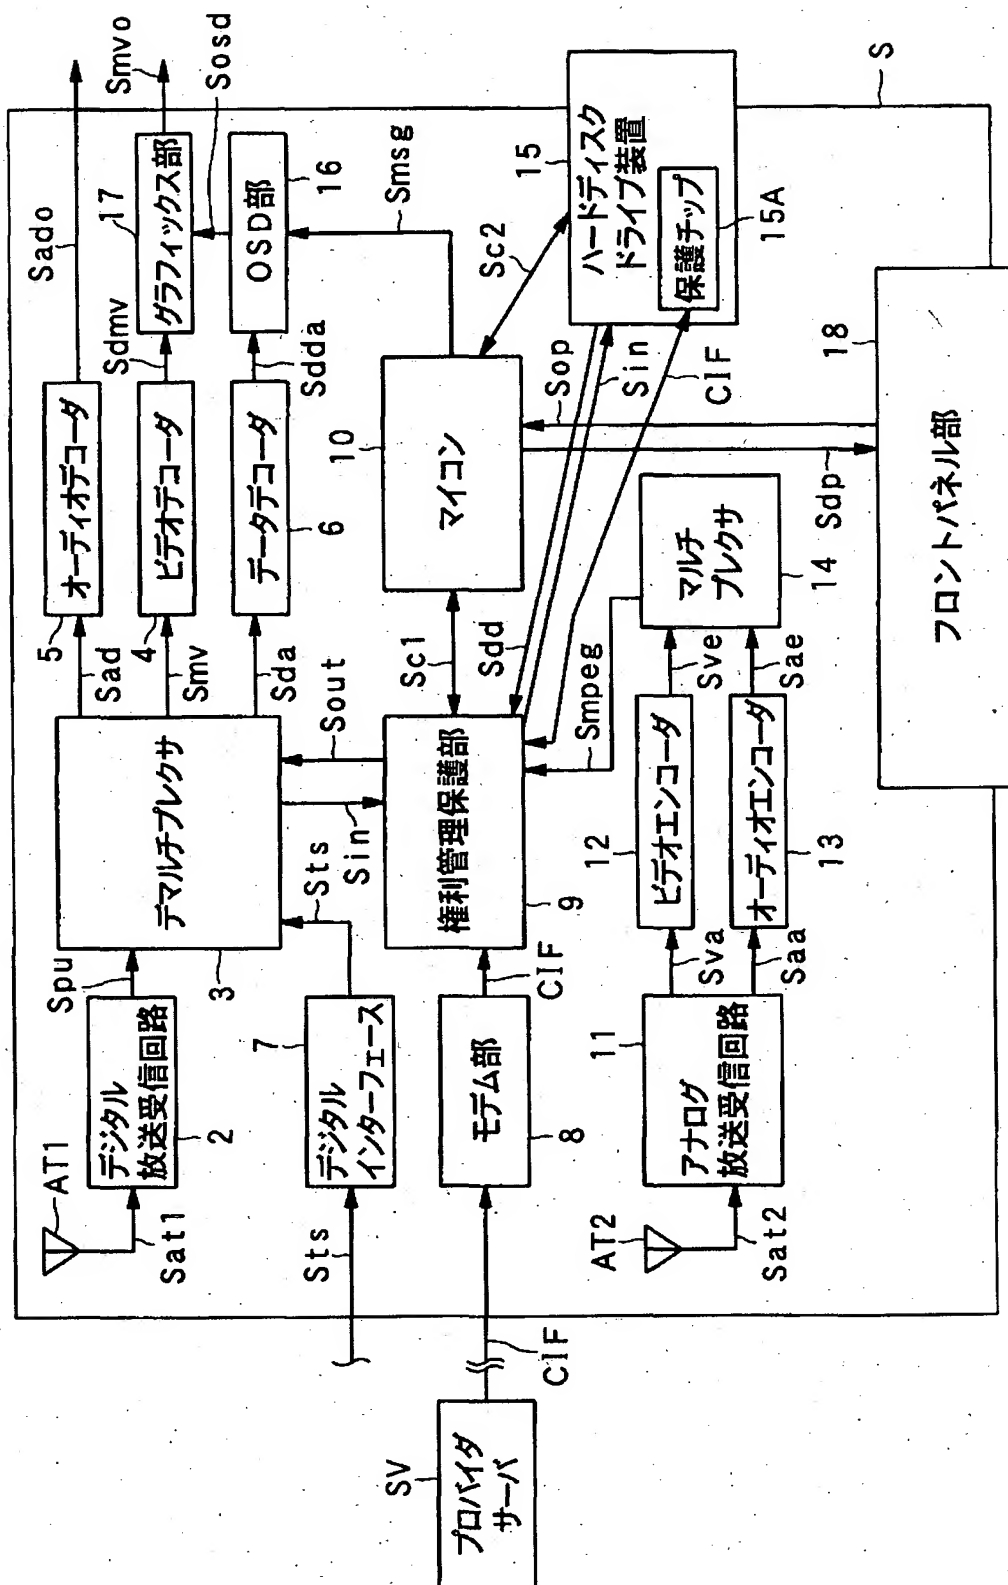 AT1
Sat1
デジタル
放送受信回路
2
Spu
デマルチプレクサ
3
Sad
Smv
Sda
5
オーディオデコーダ
4
ビデオデコーダ
データデコーダ
6
Sado
Sdmv
Sdda
17
グラフィックス部
OSD部
16
Smvo
Sosd
Smsg
Sts
7
デジタル
インターフェース
Sts
Sin
Sout
SV
プロバイダ
サーバ
CIF
モデム部
8
CIF
権利管理保護部
9
Sc1
10
マイコン
Sc2
Sdd
Smpeg
Sop
Sin
CIF
Sdp
15
ハードディスク
ドライブ装置
保護チップ
15A
AT2
Sat2
11
アナログ
放送受信回路
Sva
Saa
12
ビデオエンコーダ
オーディオエンコーダ
13
Sve
Sae
マルチ
プレクサ
14
18
フロントパネル部
S